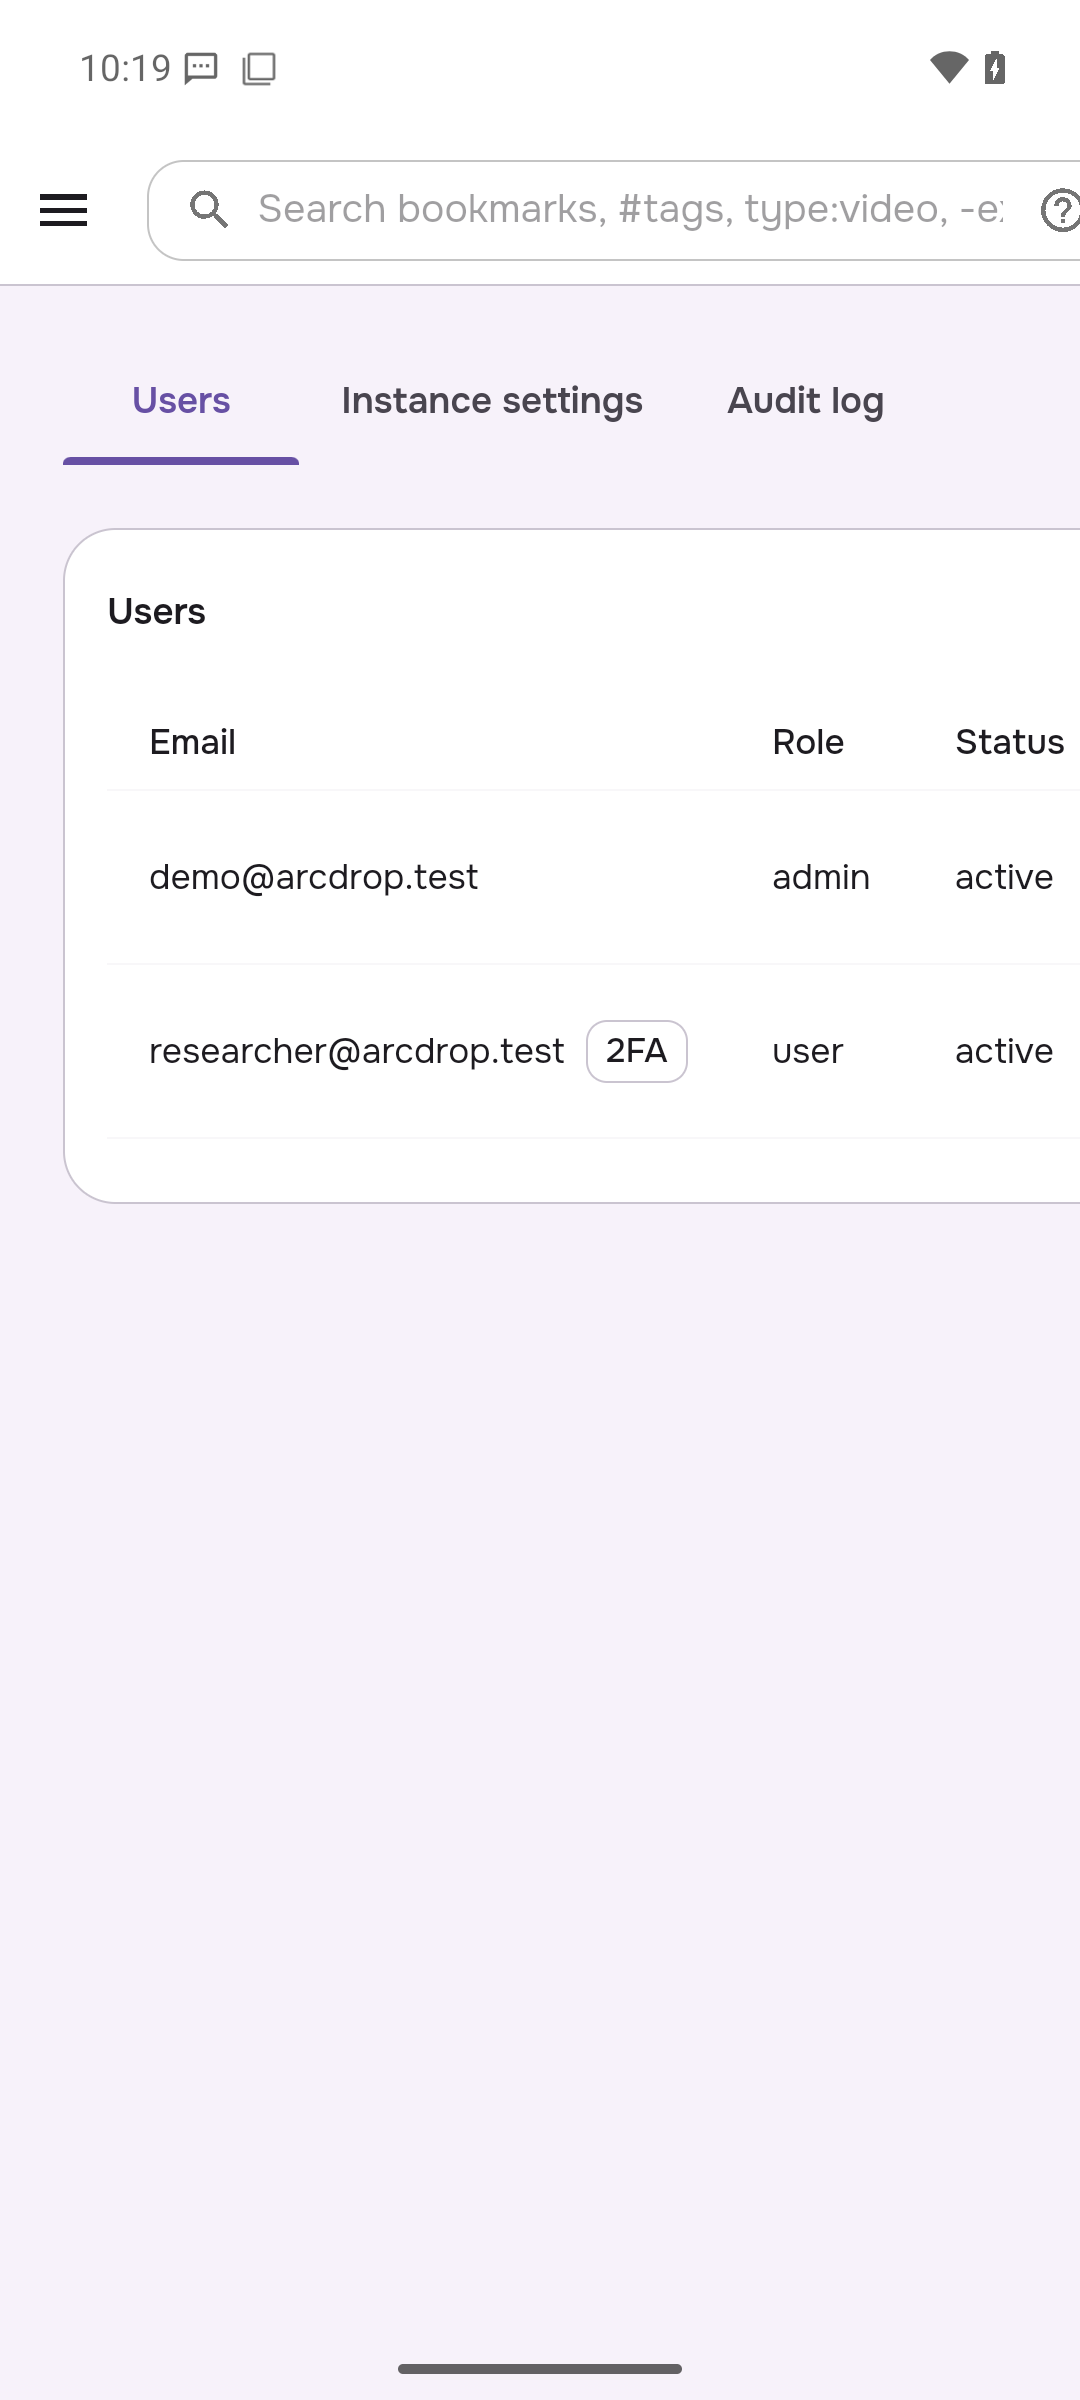 10:19
Search bookmarks, #tags, type:video, -e
Users Instance settings Audit log
Users
Email Role Status
demo@arcdrop.test admin active
researcher@arcdrop.test 2FA user active